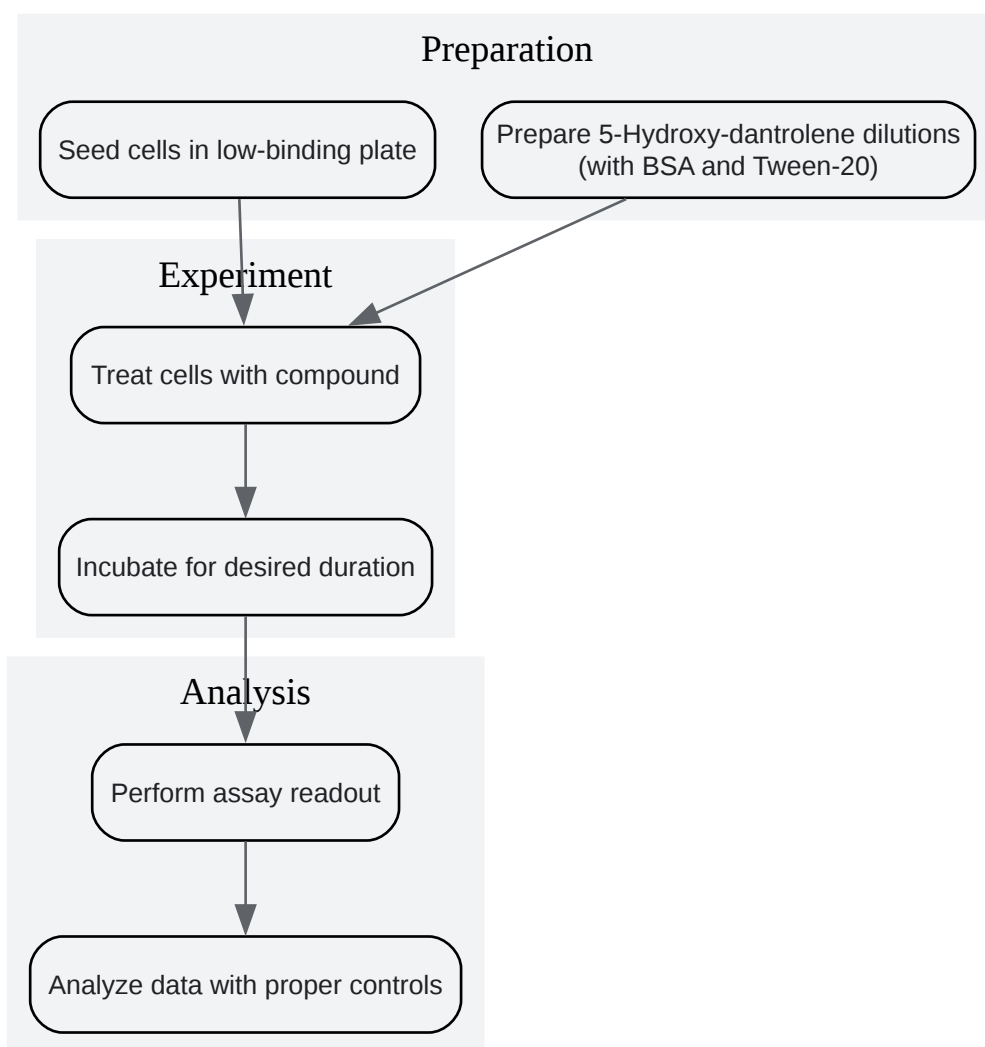 Preparation
Seed cells in low-binding plate
Prepare 5-Hydroxy-dantrolene dilutions
(with BSA and Tween-20)
Experiment
Treat cells with compound
Incubate for desired duration
Analysis
Perform assay readout
Analyze data with proper controls